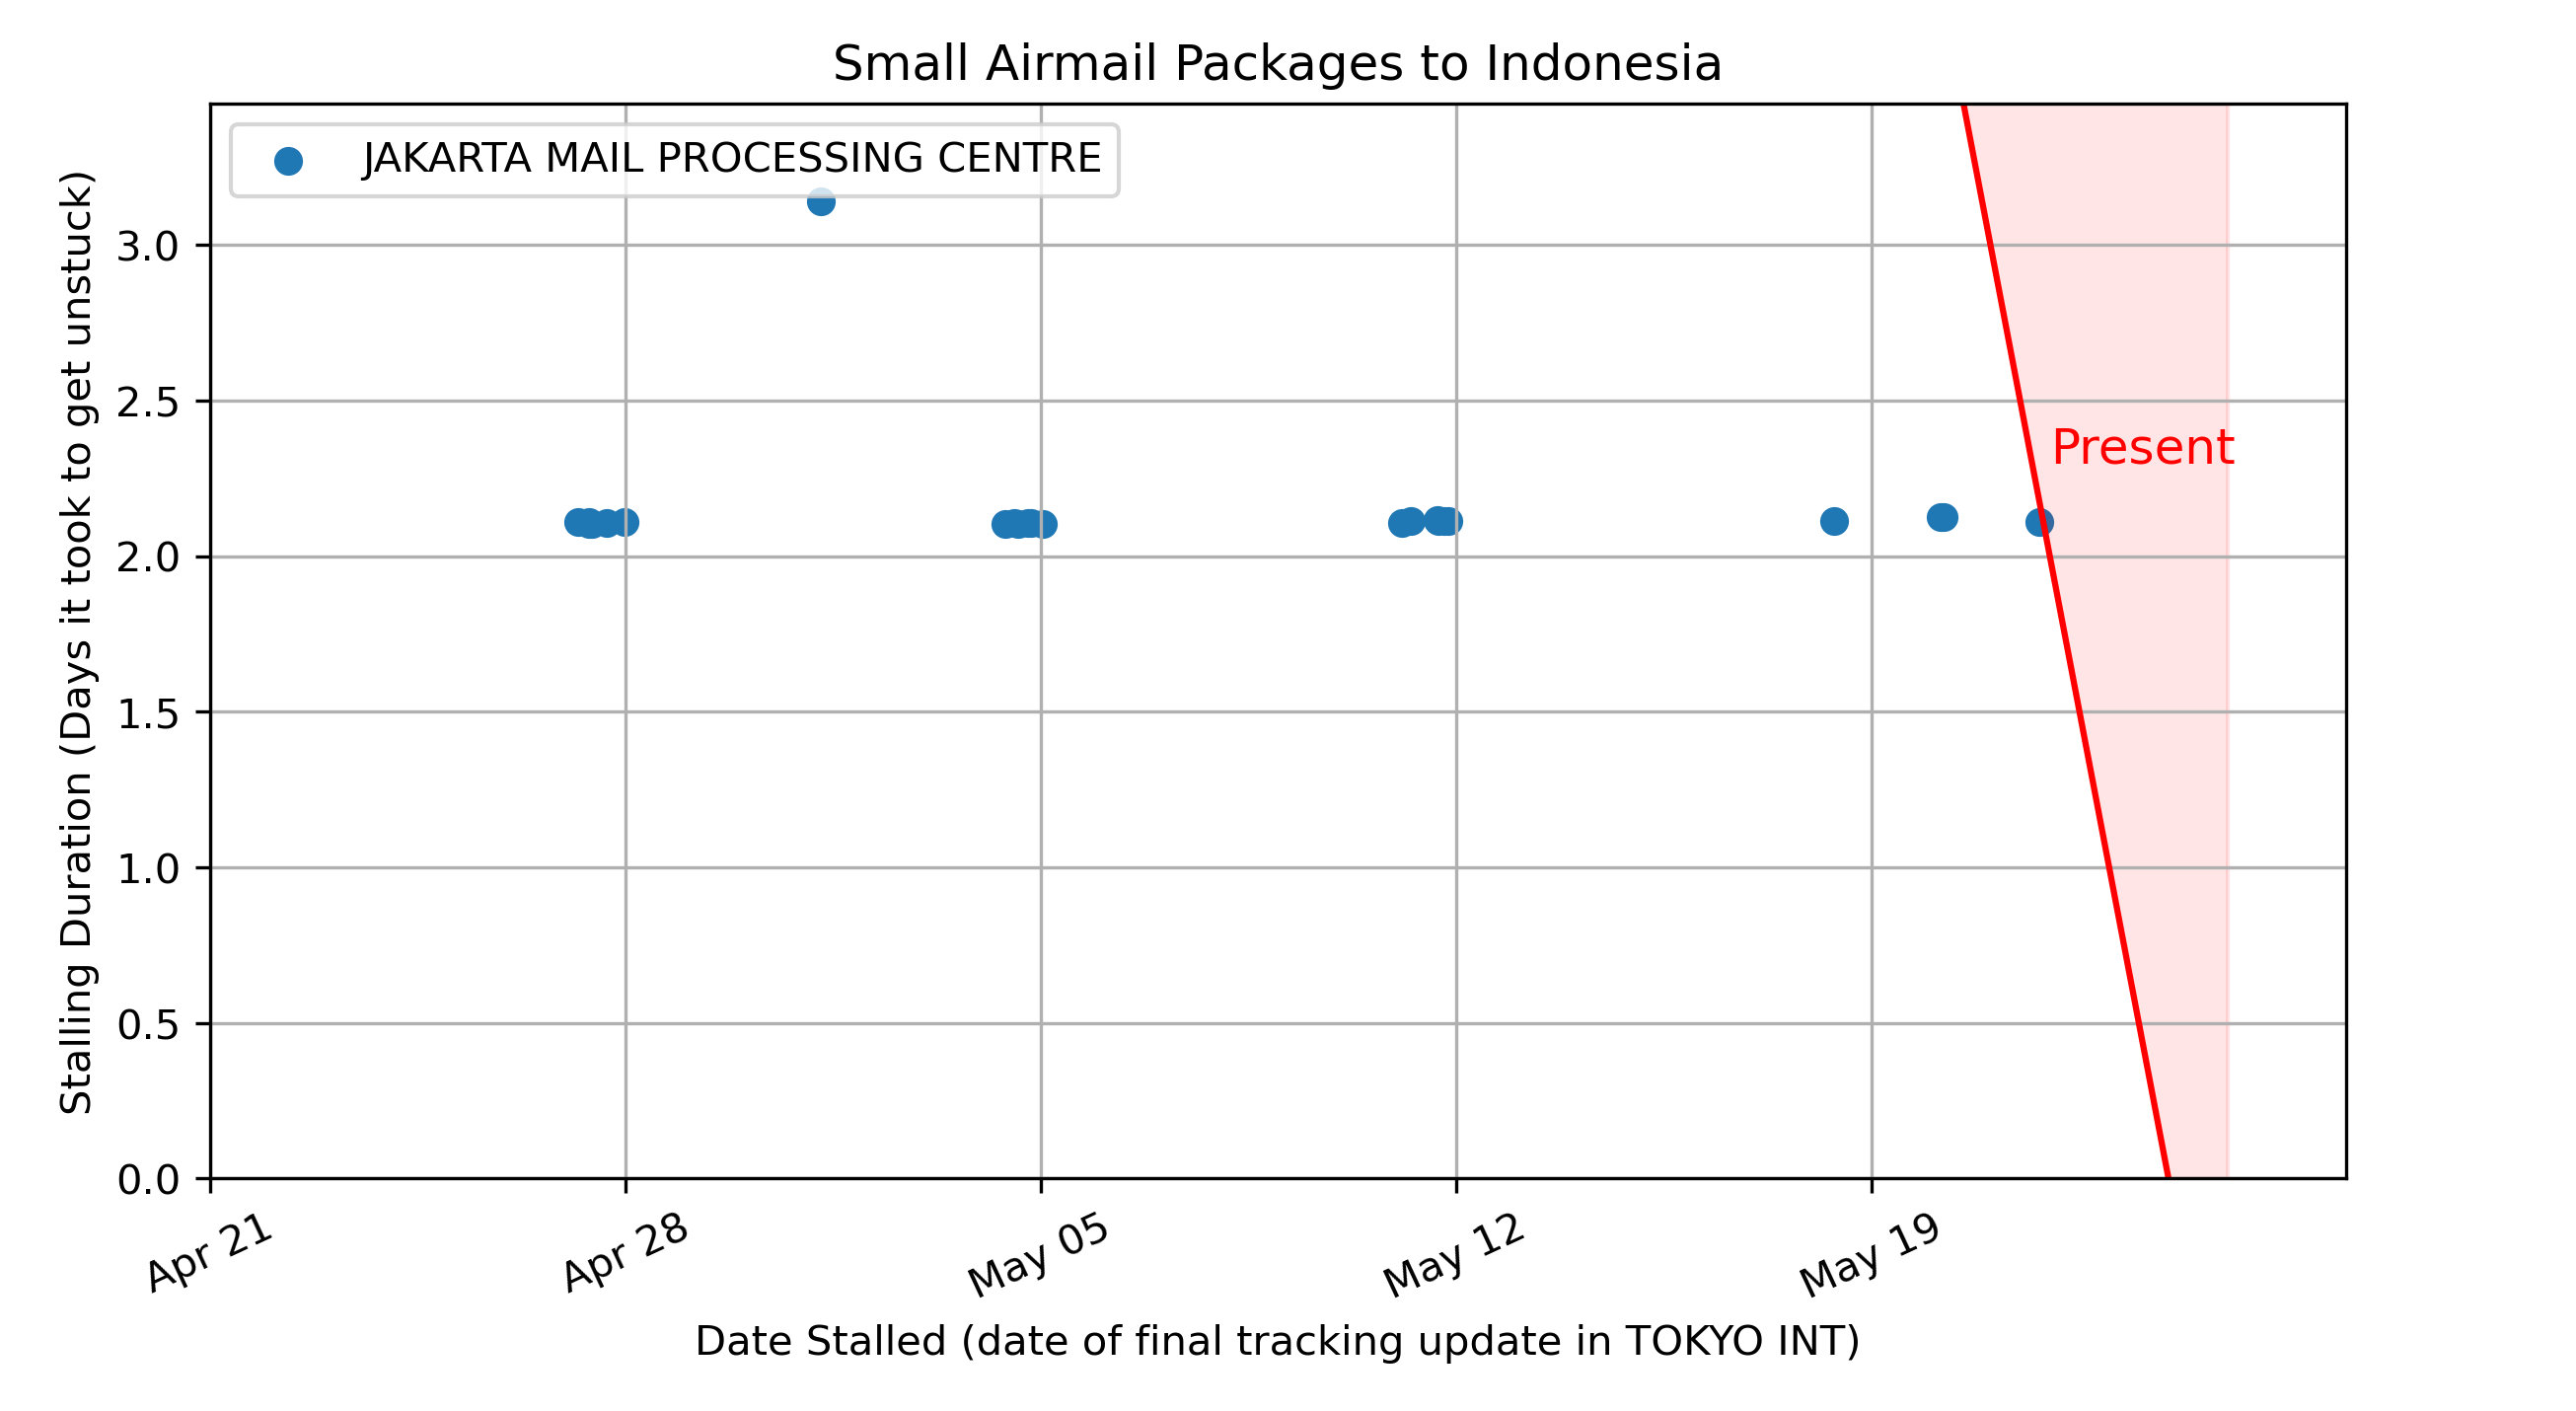 Small Airmail Packages to Indonesia
JAKARTA MAIL PROCESSING CENTRE
Stalling Duration (Days it took to get unstuck)
3.0
2.5
2.0
1.5
1.0
0.5
0.0
Present
Apr 21
Apr 28
May 05
May 12
May 19
Date Stalled (date of final tracking update in TOKYO INT)